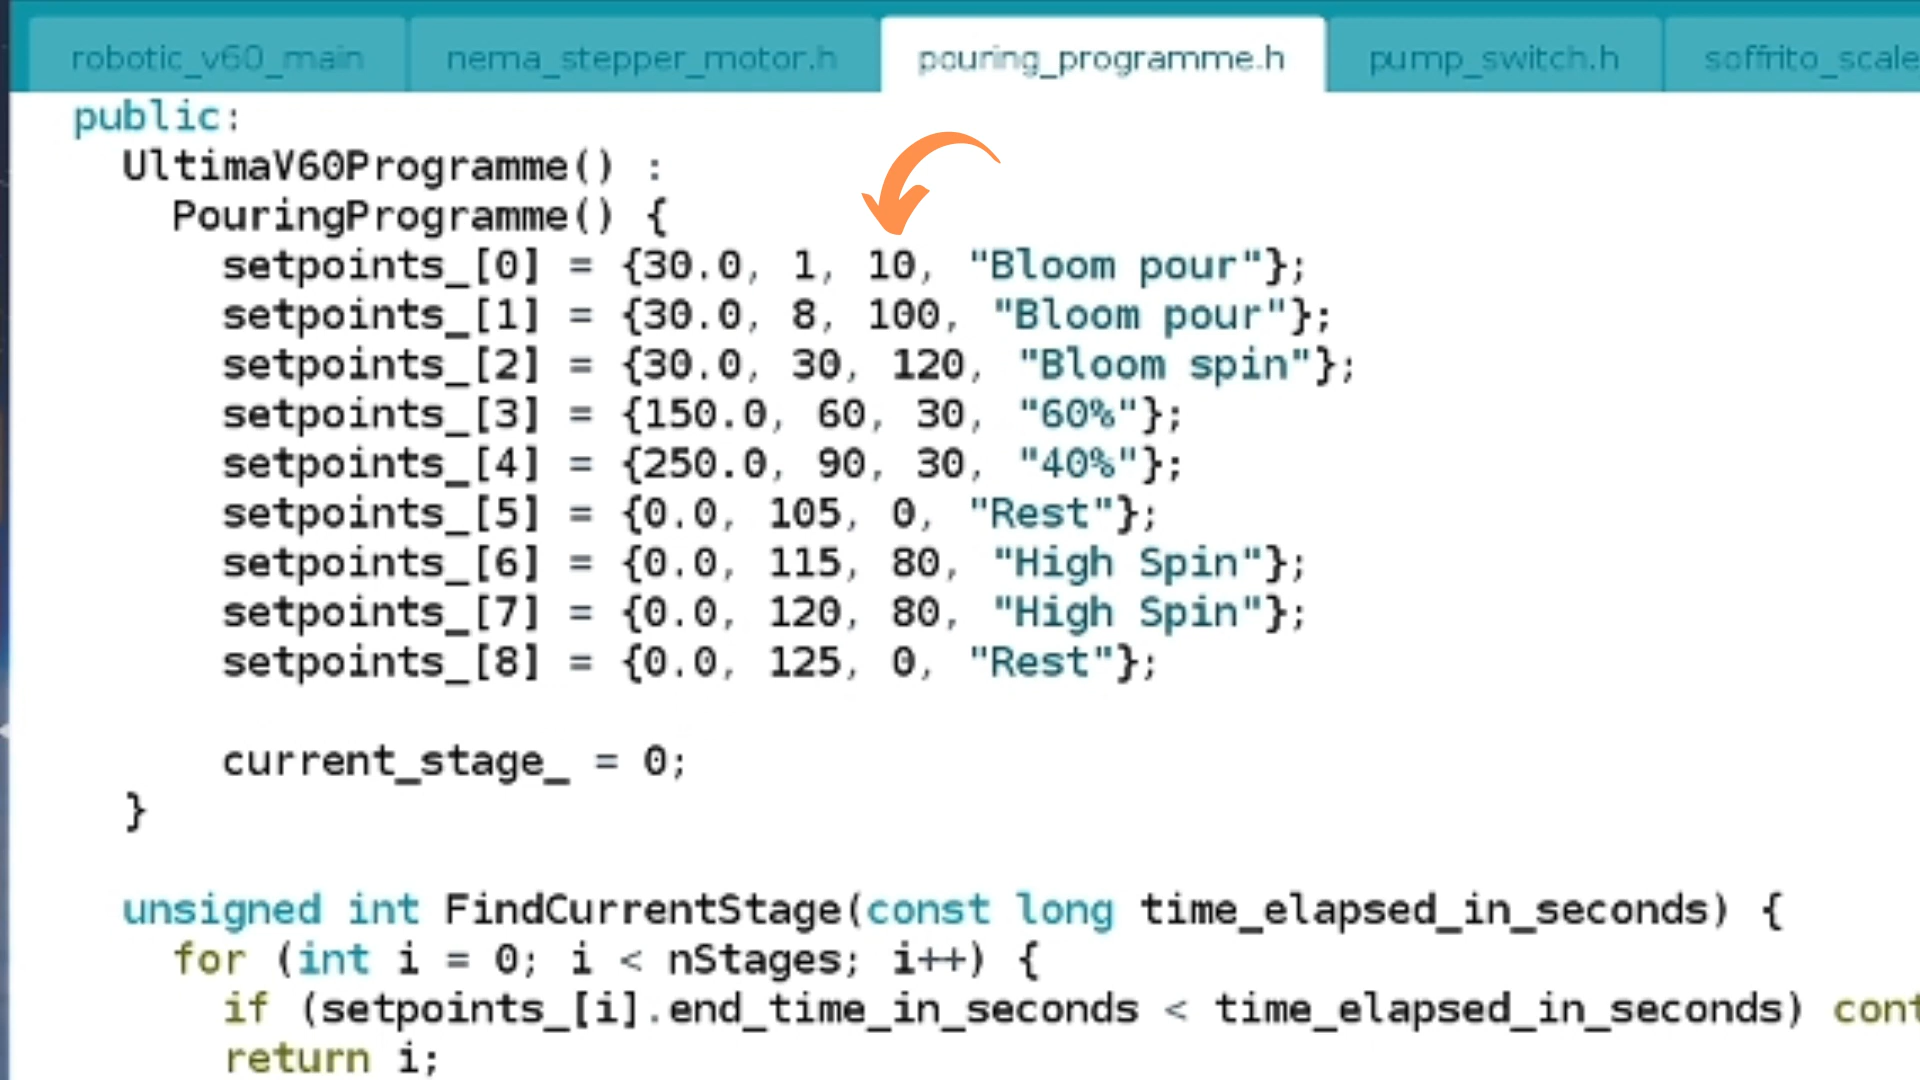 robotic_v60_main nema_stepper_motor.h pouring_programme.h pump_switch.h soffrito_scale
public:
UltimaV60Programme() :
PouringProgramme() {
setpoints_[0] = {30.0, 1, 10, "Bloom pour"};
setpoints_[1] = {30.0, 8, 100, "Bloom pour"};
setpoints_[2] = {30.0, 30, 120, "Bloom spin"};
setpoints_[3] = {150.0, 60, 30, "60%"};
setpoints_[4] = {250.0, 90, 30, "40%"};
setpoints_[5] = {0.0, 105, 0, "Rest"};
setpoints_[6] = {0.0, 115, 80, "High Spin"};
setpoints_[7] = {0.0, 120, 80, "High Spin"};
setpoints_[8] = {0.0, 125, 0, "Rest"};
current_stage_ = 0;
}
unsigned int FindCurrentStage(const long time_elapsed_in_seconds) {
for (int i = 0; i < nStages; i++) {
if (setpoints_[i].end_time_in_seconds < time_elapsed_in_seconds) cont
return i;